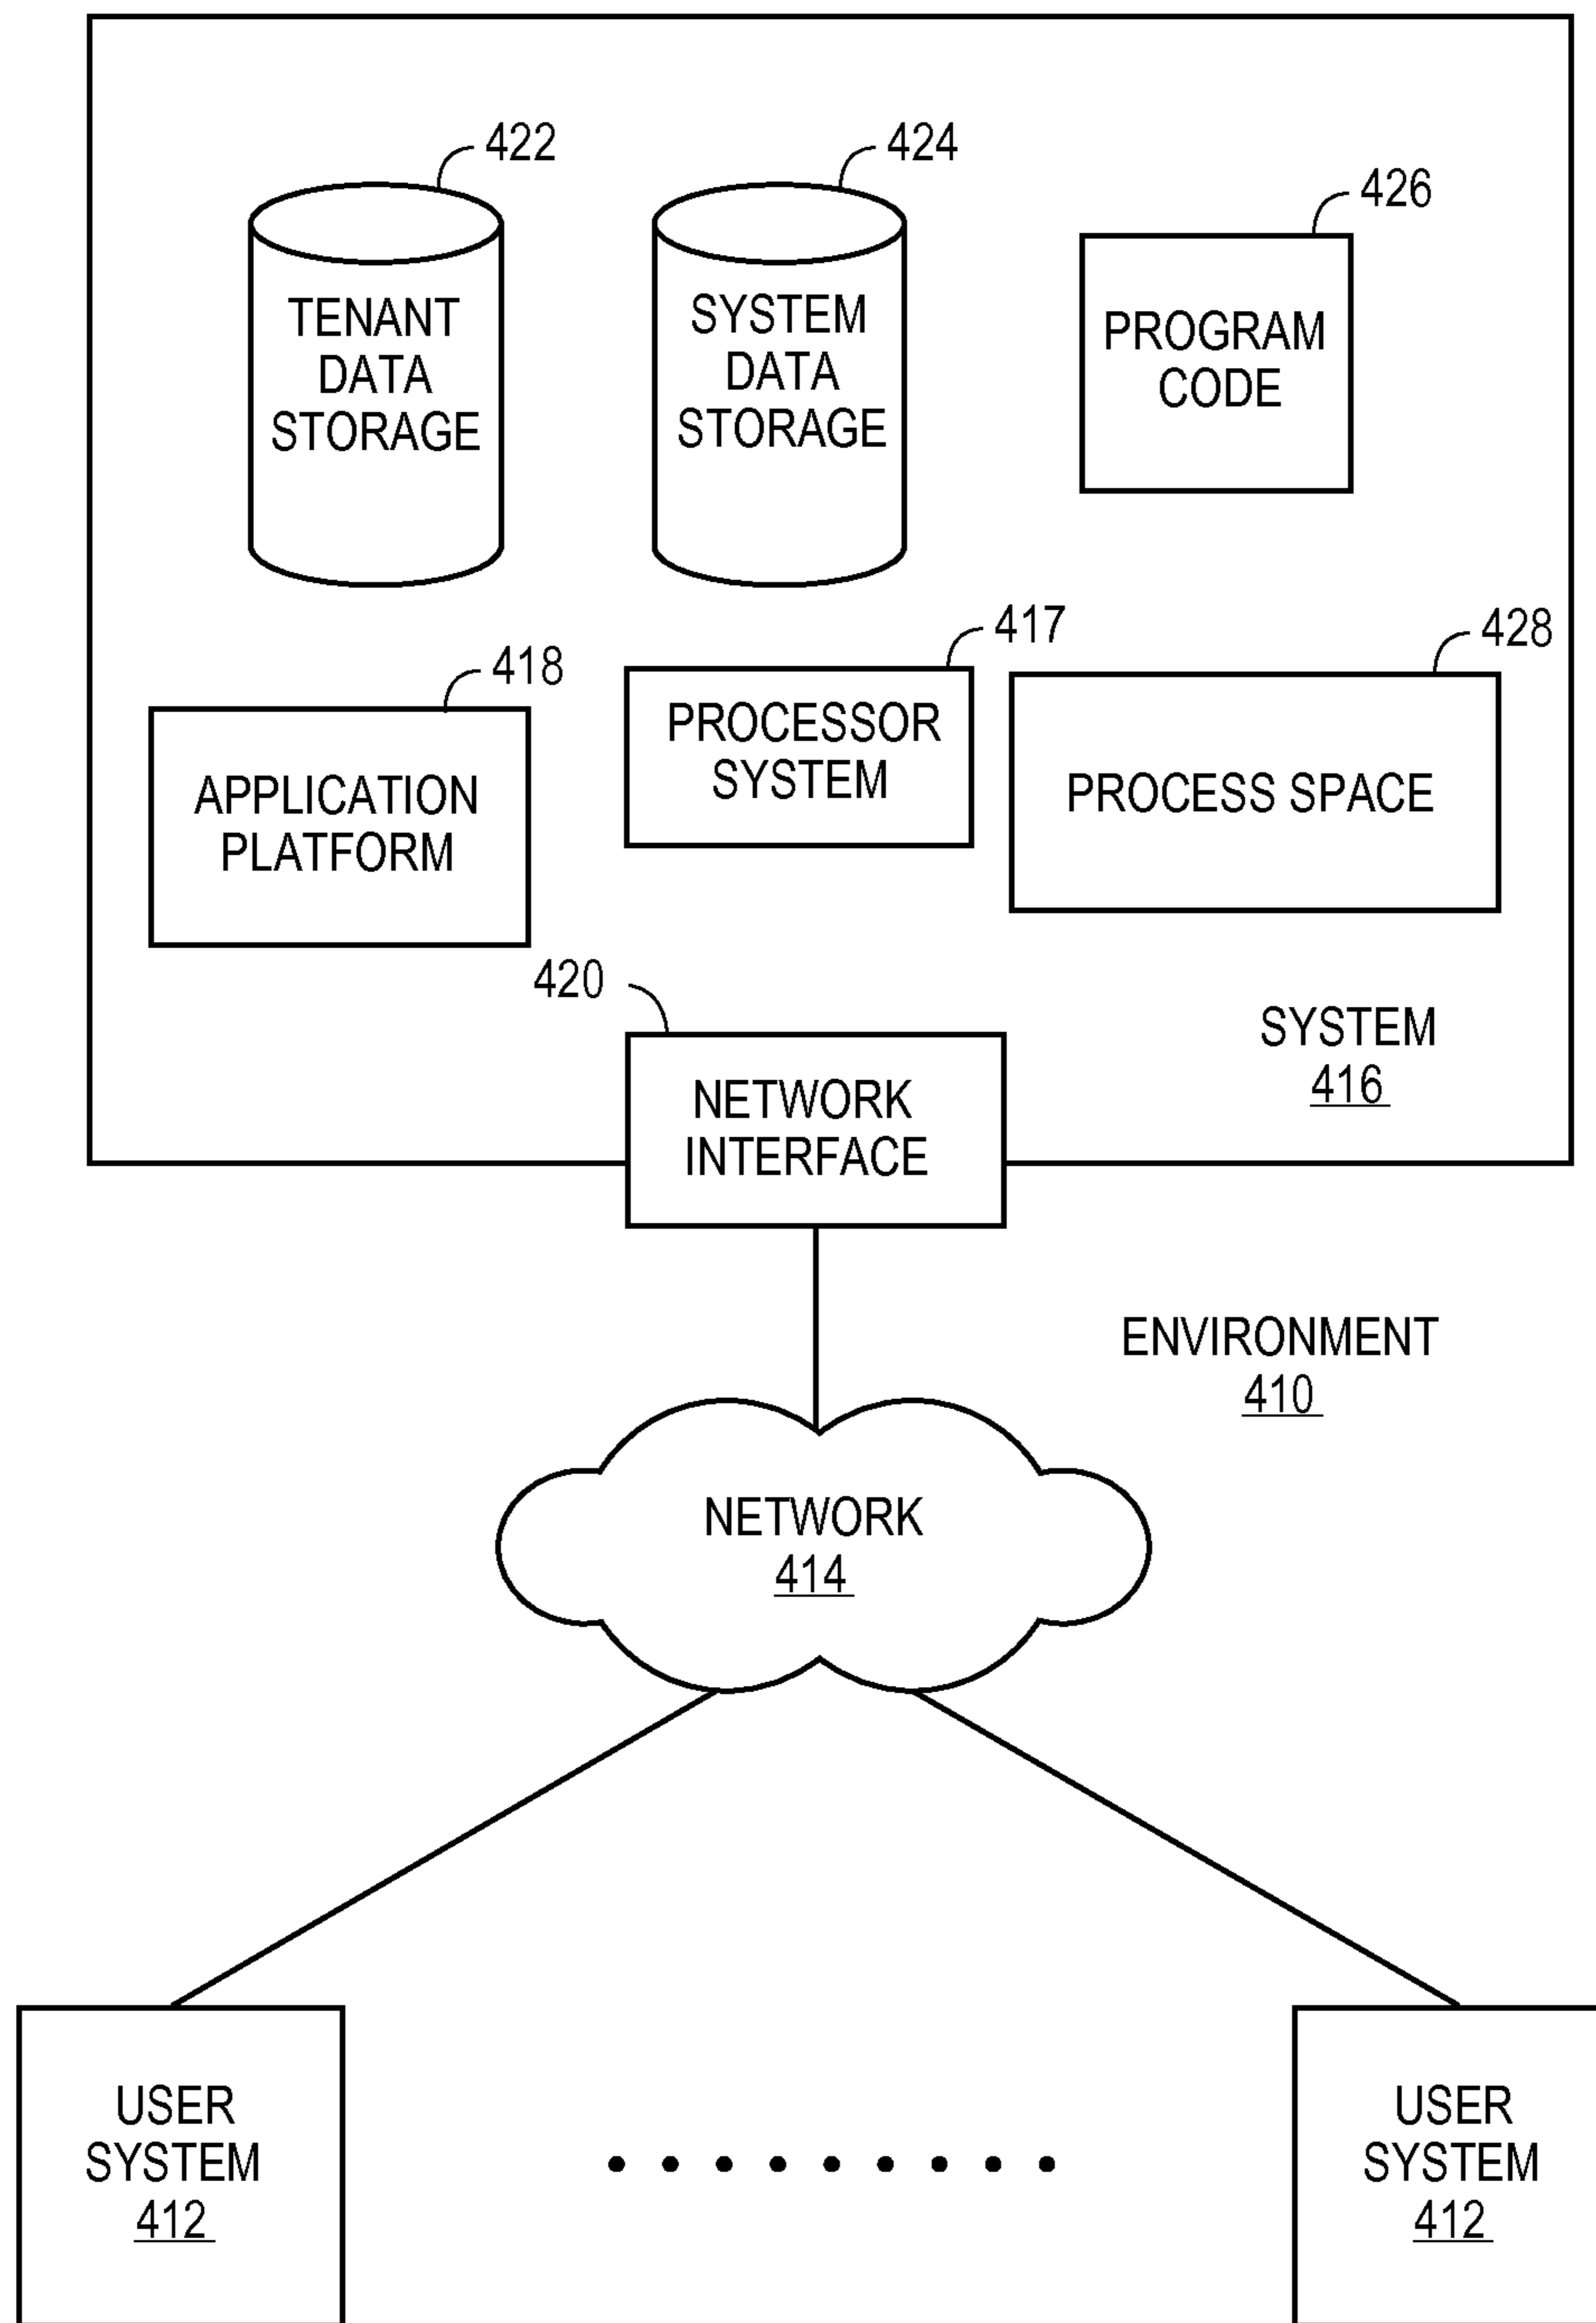 422
424
426
TENANT
DATA
STORAGE
SYSTEM
DATA
STORAGE
PROGRAM
CODE
418
417
428
APPLICATION
PLATFORM
PROCESSOR
SYSTEM
PROCESS SPACE
420
NETWORK
INTERFACE
SYSTEM
416
ENVIRONMENT
410
NETWORK
414
USER
SYSTEM
412
USER
SYSTEM
412